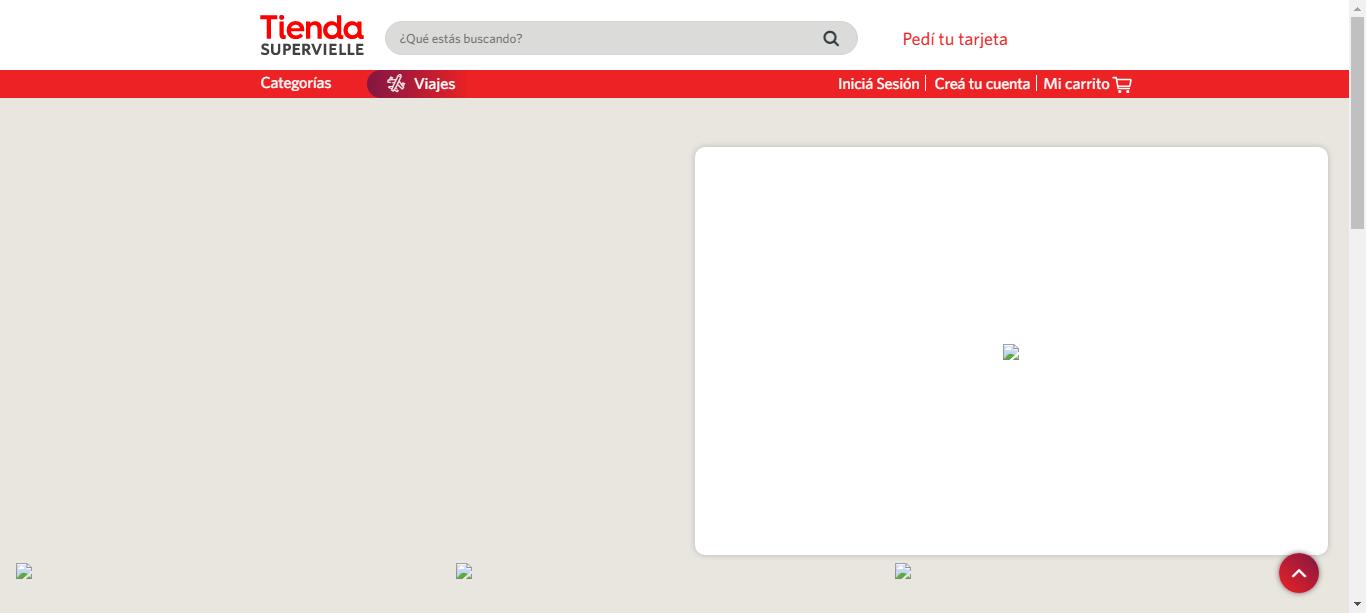 Tienda
SUPERVIELLE
¿Qué estás buscando?
Pedí tu tarjeta
Categorías
Viajes
Iniciá Sesión
Creá tu cuenta
Mi carrito